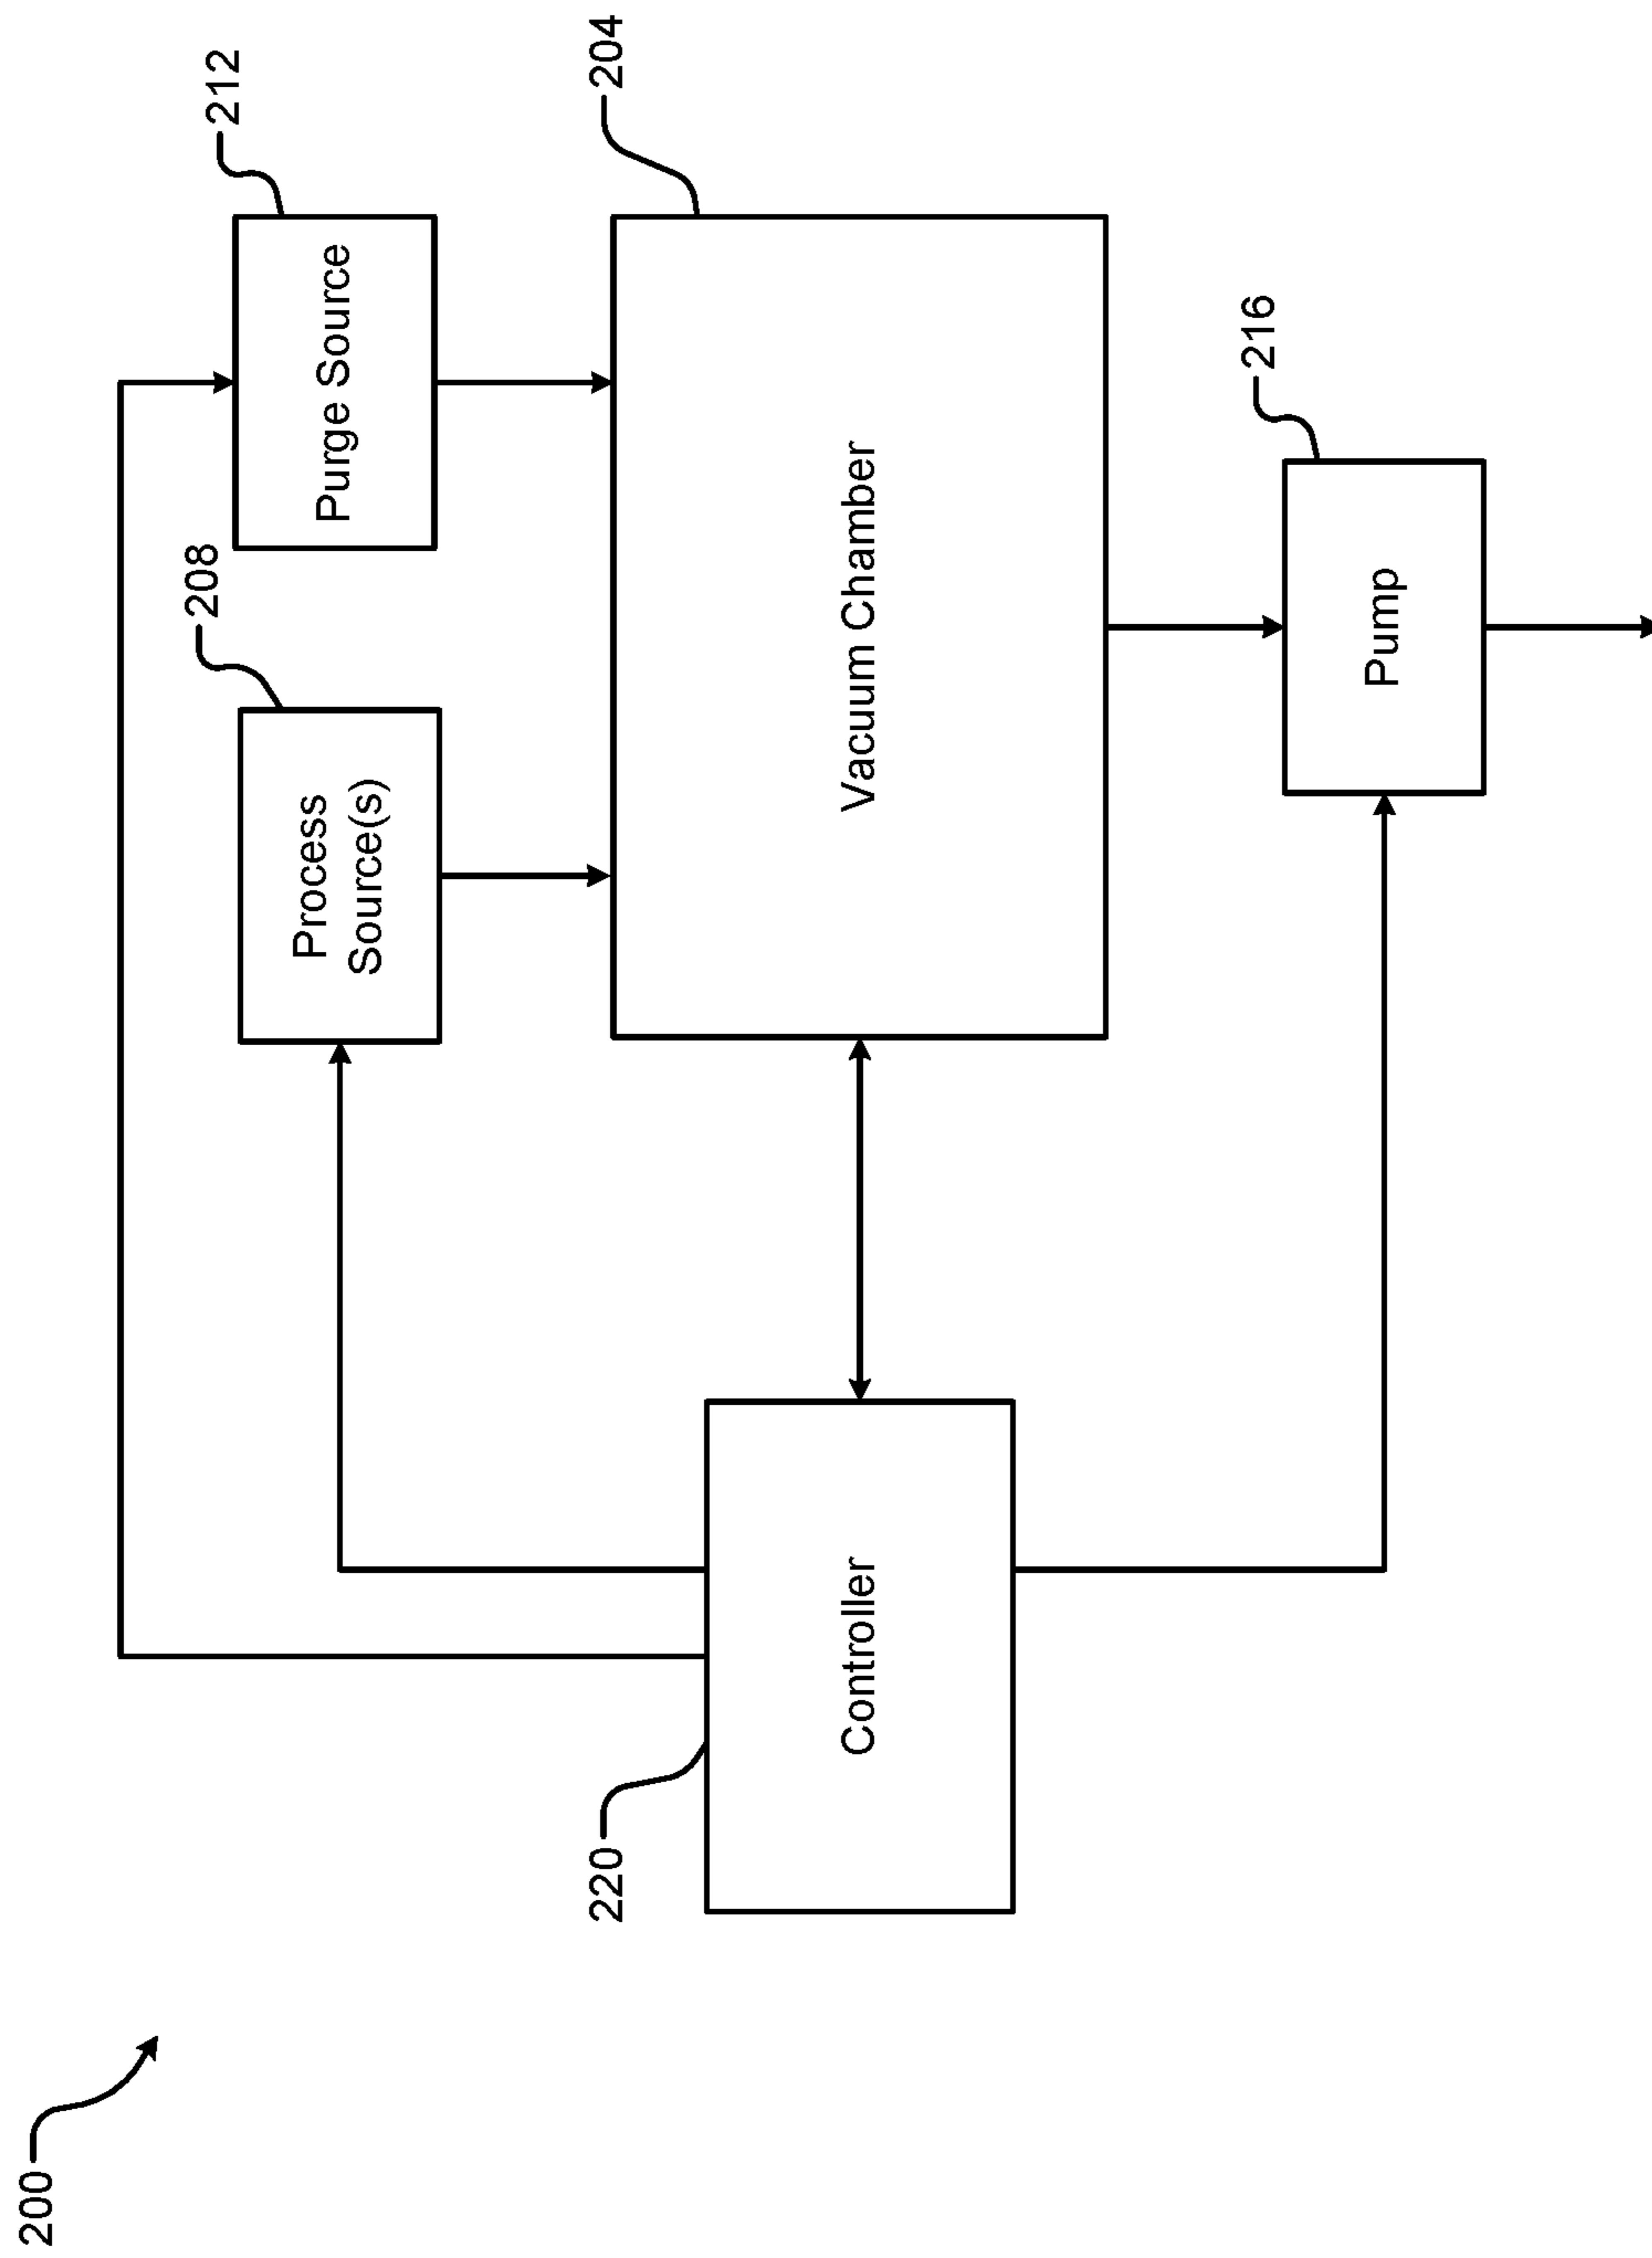 200
212
Purge Source
208
Process
Source(s)
204
Vacuum Chamber
220
Controller
216
Pump